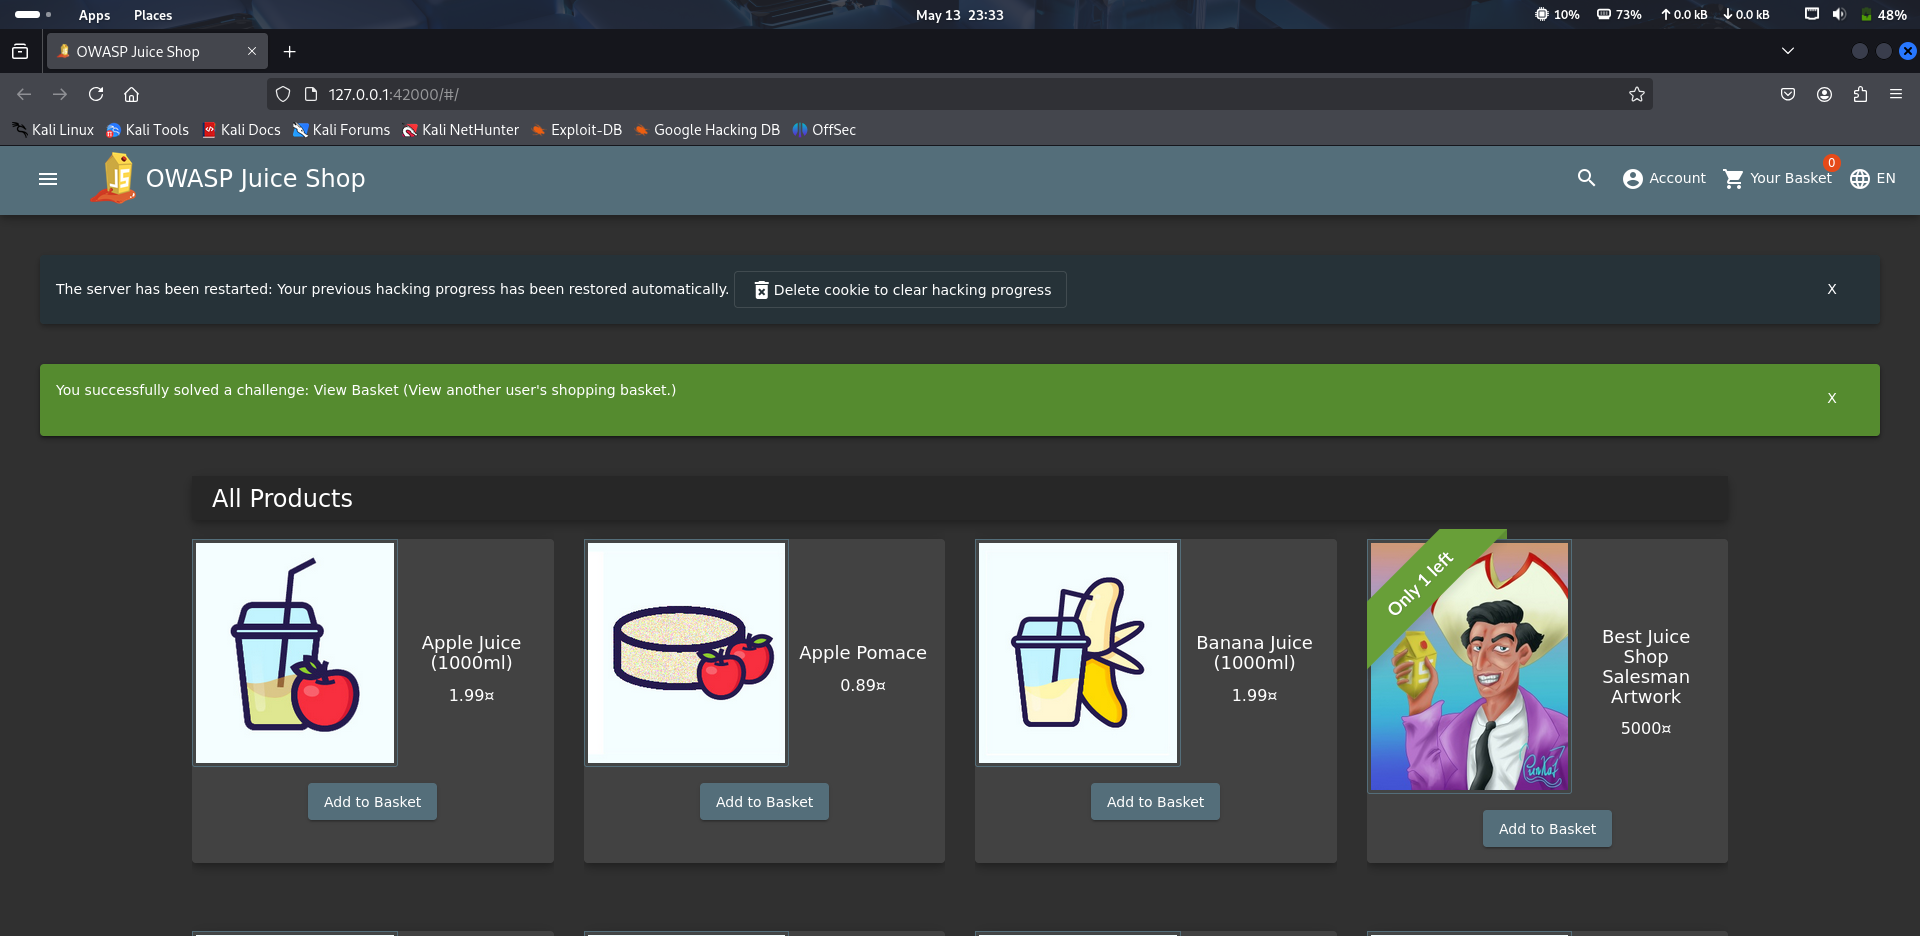 Apps Places May 13 23:33 10% 73% 0.0 kB 0.0 kB 48%
OWASP Juice Shop
127.0.0.1:42000/#/
Kali Linux Kali Tools Kali Docs Kali Forums Kali NetHunter Exploit-DB Google Hacking DB OffSec
JS OWASP Juice Shop Account Your Basket 0 EN
The server has been restarted: Your previous hacking progress has been restored automatically. Delete cookie to clear hacking progress X
You successfully solved a challenge: View Basket (View another user's shopping basket.) X
All Products
Apple Juice
(1000ml)
1.99¤
Add to Basket
Apple Pomace
0.89¤
Add to Basket
Banana Juice
(1000ml)
1.99¤
Add to Basket
Only 1 left
Best Juice
Shop
Salesman
Artwork
5000¤
Add to Basket